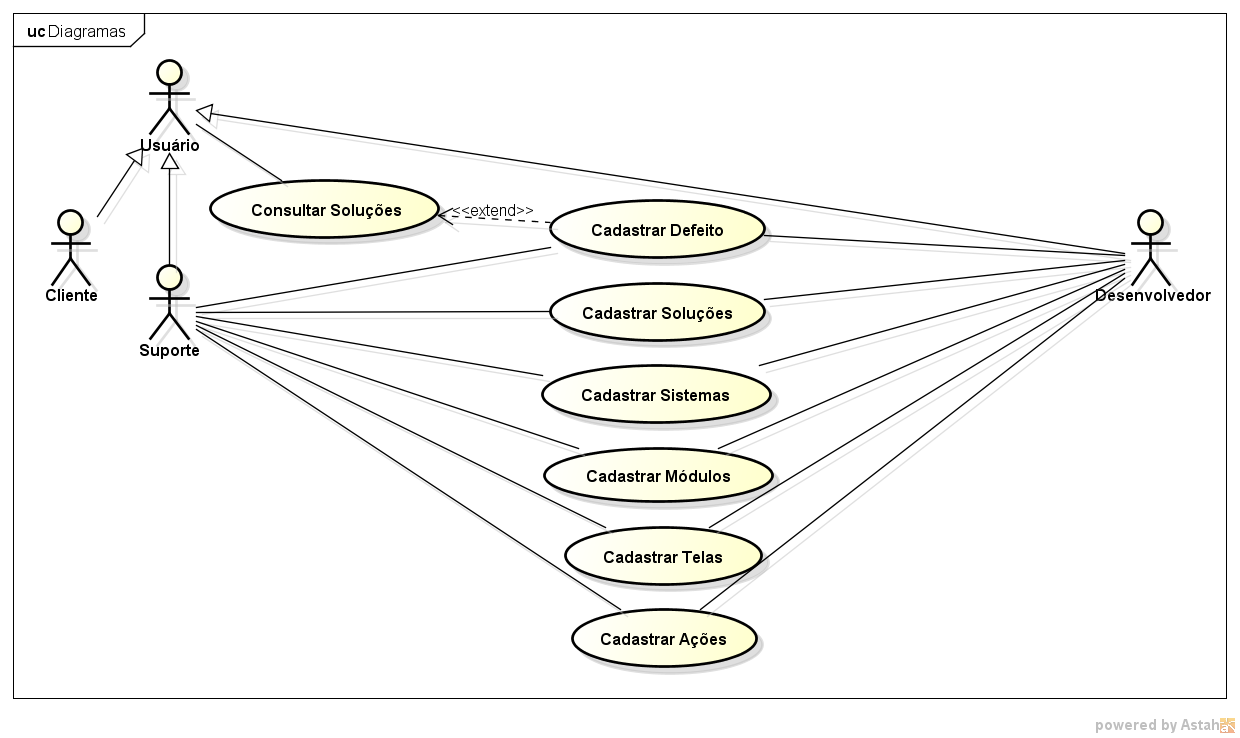 uc Diagramas
Usuário
Consultar Soluções
<<extend>>
Cadastrar Defeito
Cliente
Desenvolvedor
Cadastrar Soluções
Suporte
Cadastrar Sistemas
Cadastrar Módulos
Cadastrar Telas
Cadastrar Ações
powered by Astah